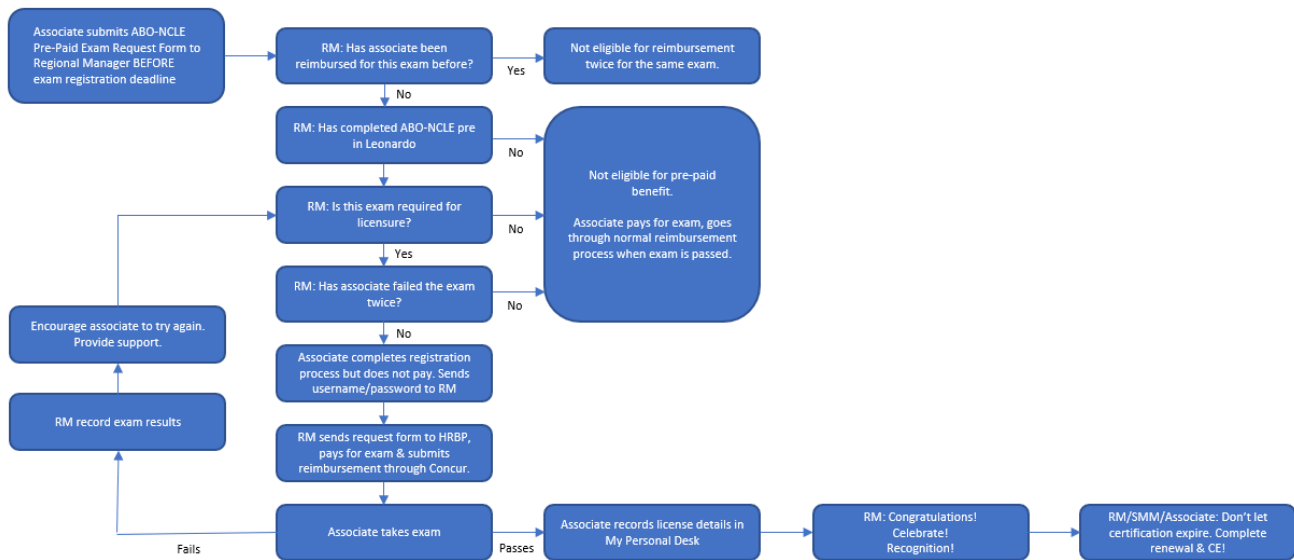 Associate submits ABO-NCLE
Pre-Paid Exam Request Form to
Regional Manager BEFORE
exam registration deadline
RM: Has associate been
reimbursed for this exam before?
Yes
Not eligible for reimbursement
twice for the same exam.
No
RM: Has completed ABO-NCLE pre
in Leonardo
No
Not eligible for pre-paid
benefit.
Associate pays for exam, goes
through normal reimbursement
process when exam is passed.
RM: Is this exam required for
licensure?
No
Yes
RM: Has associate failed the exam
twice?
No
No
Encourage associate to try again.
Provide support.
Associate completes registration
process but does not pay. Sends
username/password to RM
RM record exam results
RM sends request form to HRBP,
pays for exam & submits
reimbursement through Concur.
Associate takes exam
Fails
Passes
Associate records license details in
My Personal Desk
RM: Congratulations!
Celebrate!
Recognition!
RM/SMM/Associate: Don't let
certification expire. Complete
renewal & CE!